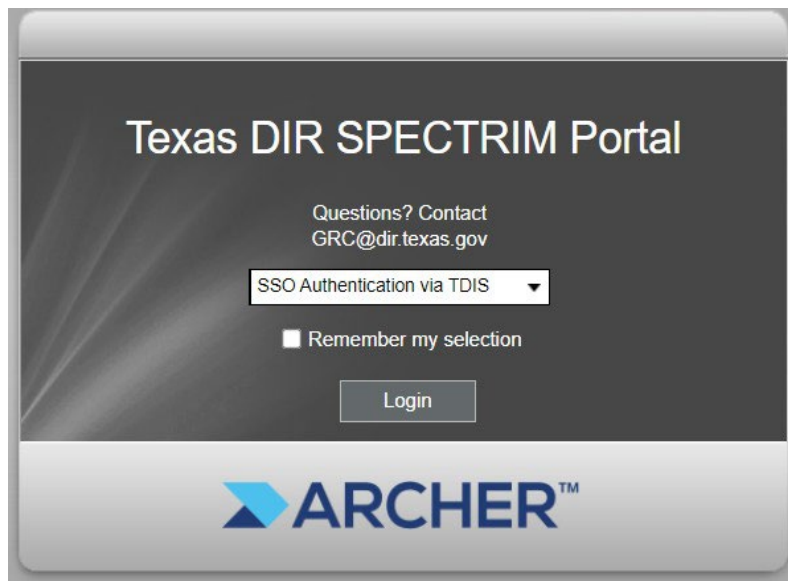 Texas DIR SPECTRIM Portal
Questions? Contact
GRC@dir.texas.gov
SSO Authentication via TDIS
Remember my selection
Login
ARCHER™